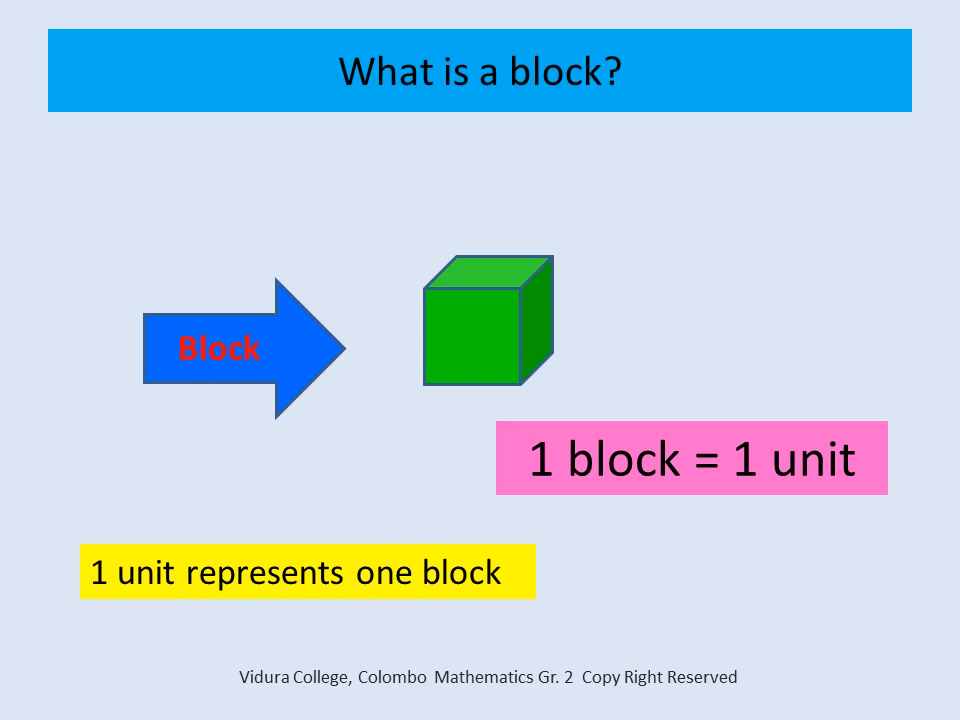 What is a block?
Block
1 block = 1 unit
1 unit represents one block
Vidura College, Colombo Mathematics Gr. 2 Copy Right Reserved